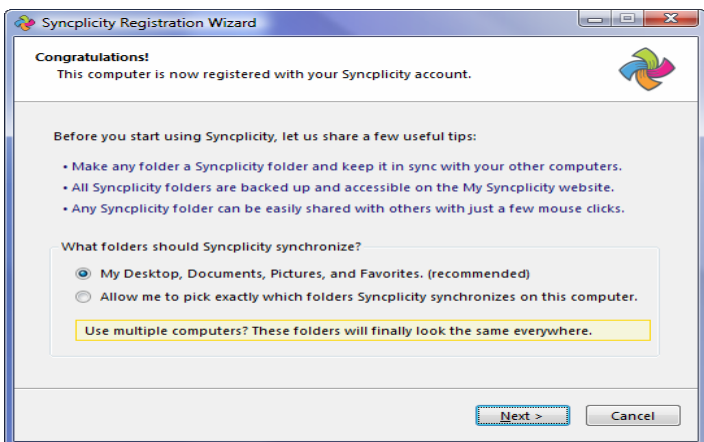 Syncplicity Registration Wizard
Congratulations!
This computer is now registered with your Syncplicity account.
Before you start using Syncplicity, let us share a few useful tips:
• Make any folder a Syncplicity folder and keep it in sync with your other computers.
• All Syncplicity folders are backed up and accessible on the My Syncplicity website.
• Any Syncplicity folder can be easily shared with others with just a few mouse clicks.
What folders should Syncplicity synchronize?
My Desktop, Documents, Pictures, and Favorites. (recommended)
Allow me to pick exactly which folders Syncplicity synchronizes on this computer.
Use multiple computers? These folders will finally look the same everywhere.
Next > Cancel